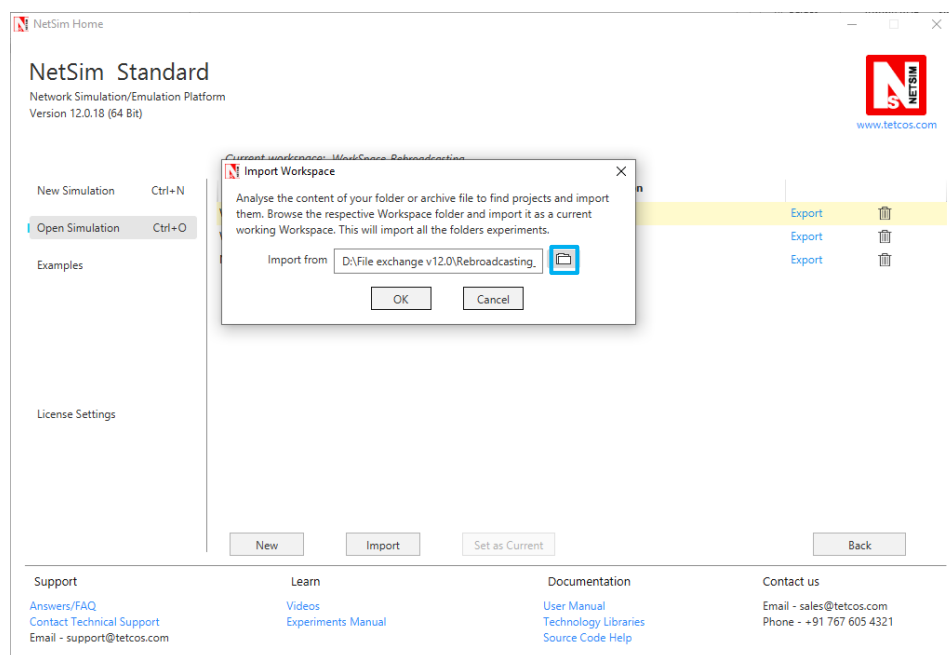 NetSim Home
NetSim Standard
Network Simulation/Emulation Platform
Version 12.0.18 (64 Bit)
NETSIM
www.tetcos.com
Current workspace: WorkSpace_Rebroadcasting
Import Workspace
New Simulation Ctrl+N
Open Simulation Ctrl+O
Examples
License Settings
Analyse the content of your folder or archive file to find projects and import
them. Browse the respective Workspace folder and import it as a current
working Workspace. This will import all the folders experiments.
Import from D:\File exchange v12.0\Rebroadcasting_
OK Cancel
Export
Export
Export
New Import Set as Current Back
Support Learn Documentation Contact us
Answers/FAQ Videos User Manual Email - sales@tetcos.com
Contact Technical Support Experiments Manual Technology Libraries Phone - +91 767 605 4321
Email - support@tetcos.com Source Code Help